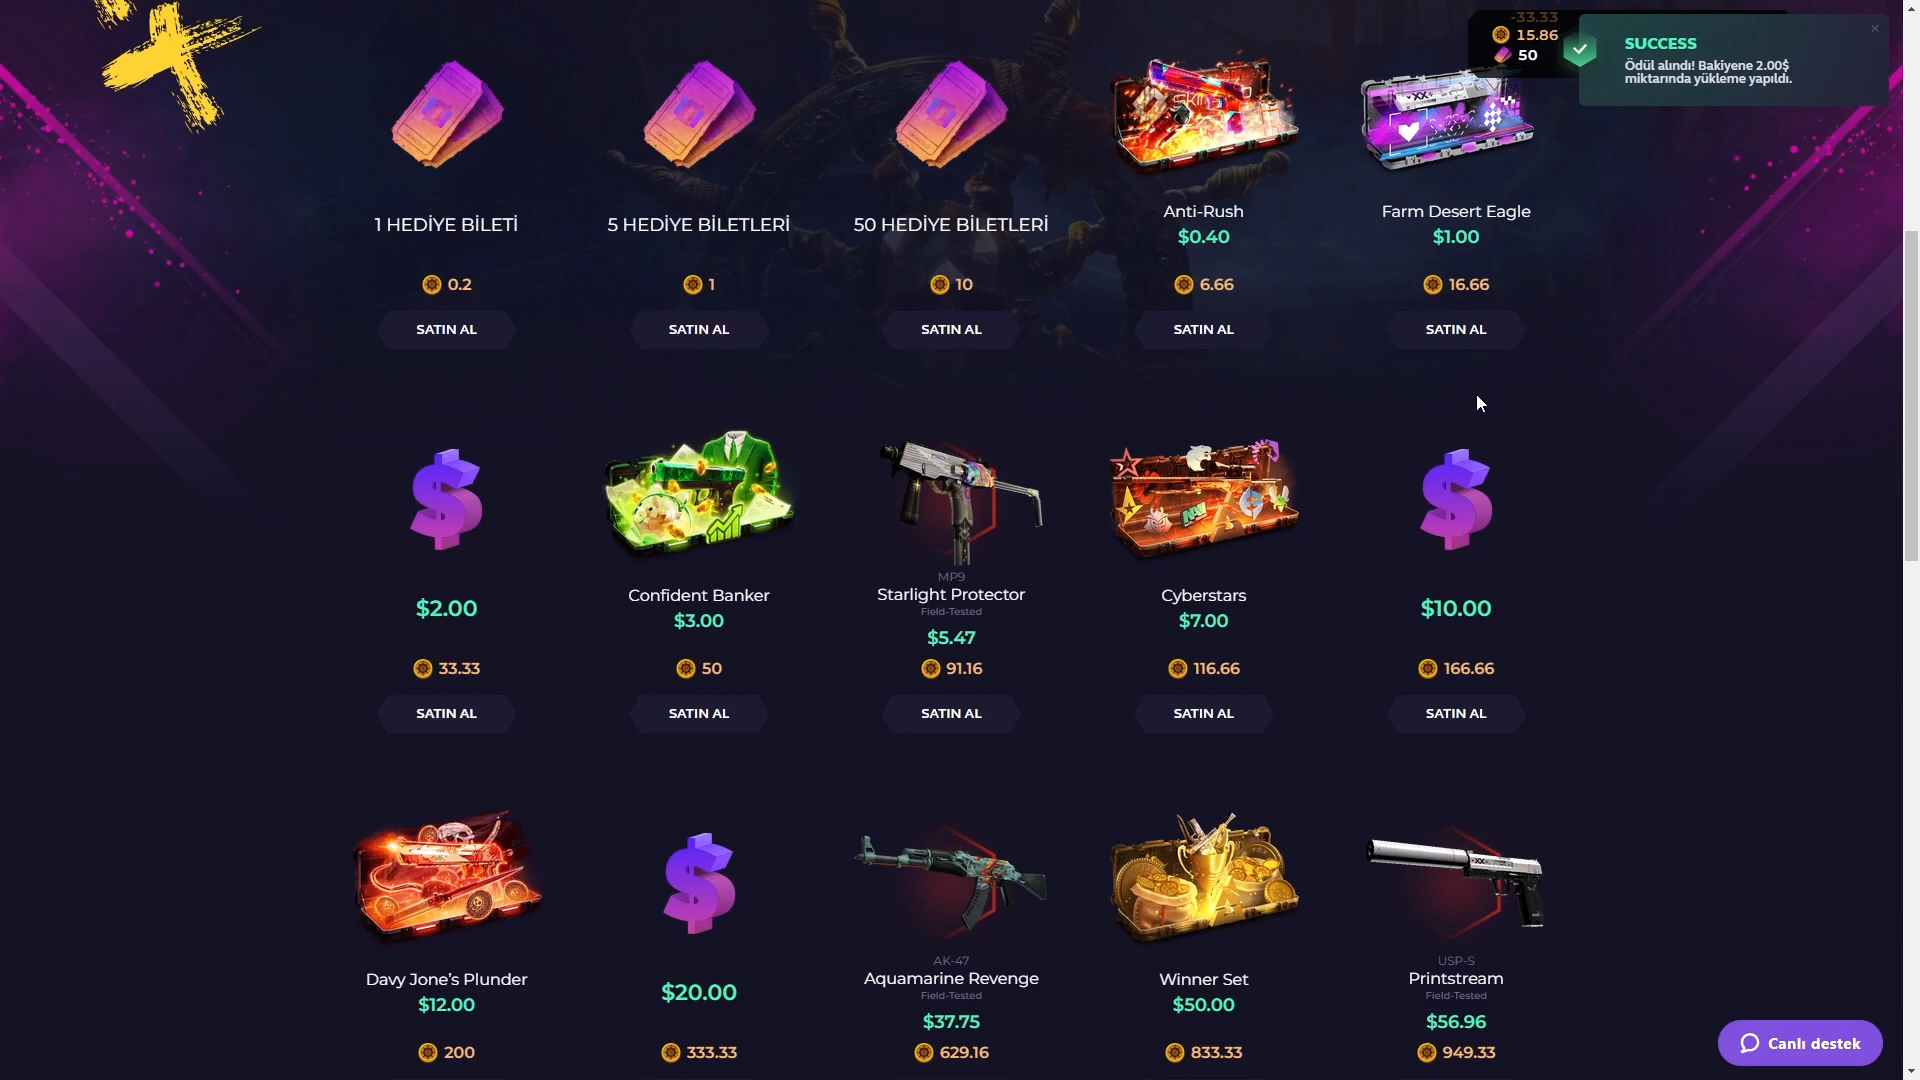 -33.33
15.86
50
SUCCESS
Ödül alındı! Bakiyene 2.00$
miktarında yükleme yapıldı.
1 HEDİYE BİLETİ
5 HEDİYE BİLETLERİ
50 HEDİYE BİLETLERİ
Anti-Rush
$0.40
Farm Desert Eagle
$1.00
0.2
1
10
6.66
16.66
SATIN AL
SATIN AL
SATIN AL
SATIN AL
SATIN AL
$2.00
Confident Banker
$3.00
MP9
Starlight Protector
Field-Tested
$5.47
Cyberstars
$7.00
$10.00
33.33
50
91.16
116.66
166.66
SATIN AL
SATIN AL
SATIN AL
SATIN AL
SATIN AL
Davy Jone's Plunder
$12.00
$20.00
AK-47
Aquamarine Revenge
Field-Tested
$37.75
Winner Set
$50.00
USP-S
Printstream
Field-Tested
$56.96
200
333.33
629.16
833.33
949.33
Canlı destek